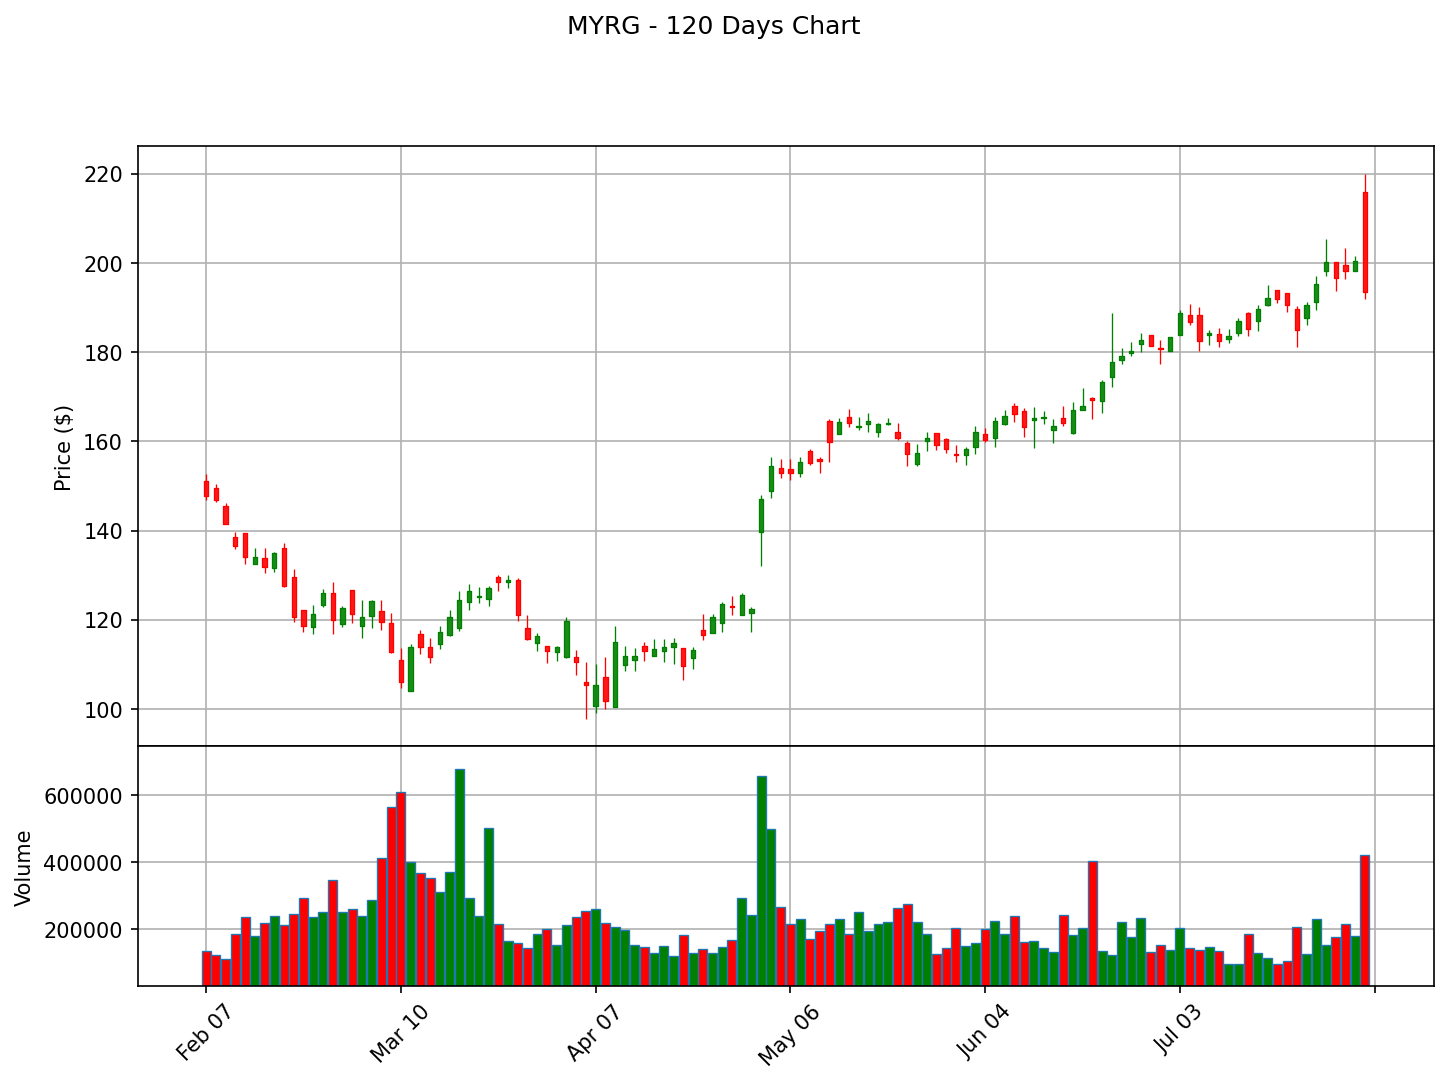 MYRG - 120 Days Chart
220
200
180
160
140
120
100
Price ($)
600000
400000
200000
Volume
Feb 07
Mar 10
Apr 07
May 06
Jun 04
Jul 03